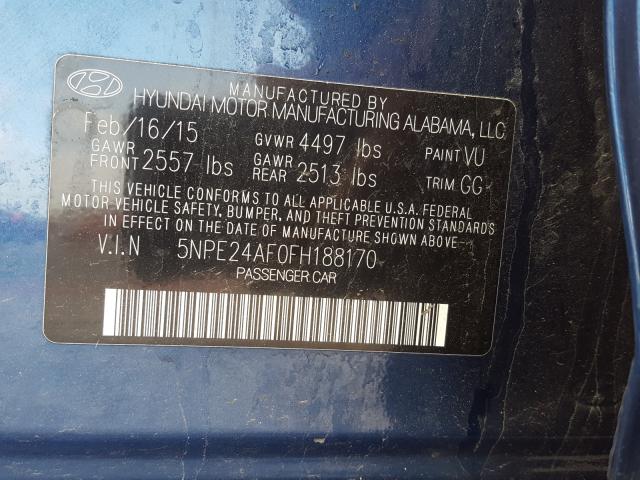 MANUFACTURED BY
HYUNDAI MOTOR MANUFACTURING ALABAMA, LLC
Feb/16/15 GVWR 4497 lbs PAINT VU
GAWR FRONT 2557 lbs GAWR REAR 2513 lbs TRIM GG
THIS VEHICLE CONFORMS TO ALL APPLICABLE U.S.A. FEDERAL
MOTOR VEHICLE SAFETY, BUMPER, AND THEFT PREVENTION STANDARDS
IN EFFECT ON THE DATE OF MANUFACTURE SHOWN ABOVE.
V.I.N 5NPE24AF0FH188170
PASSENGER CAR